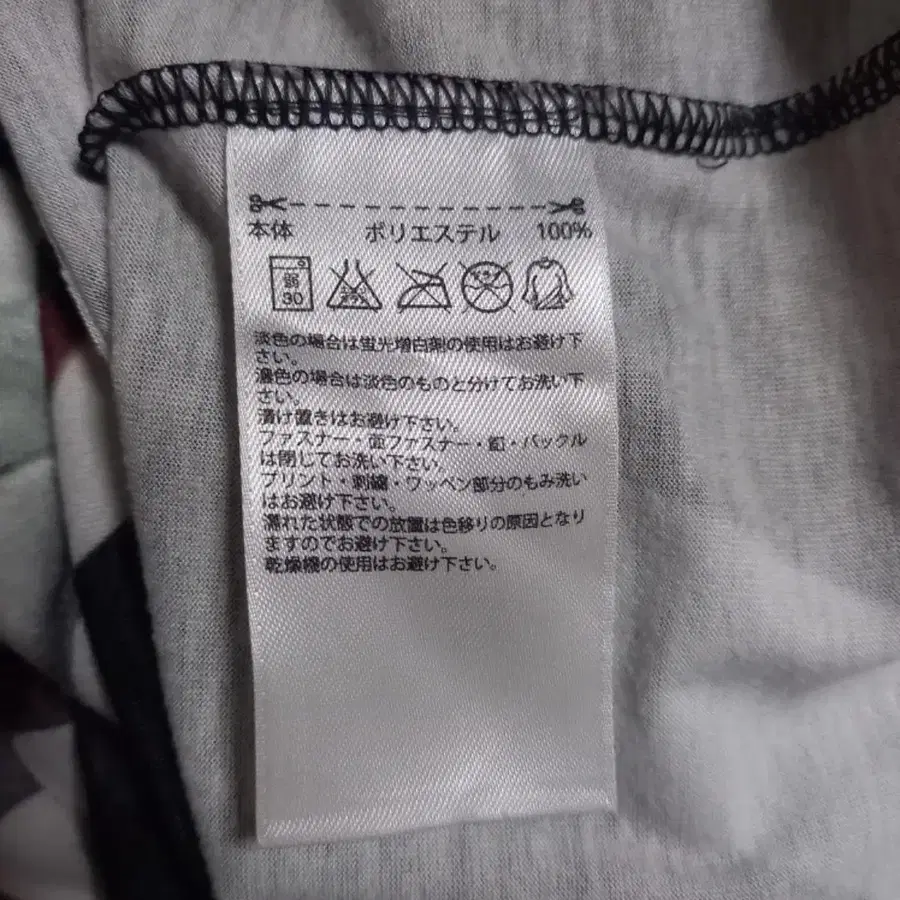 本体 ポリエステル 100%
弱 30
淡色の場合は蛍光増白剤の使用はお避け下
さい。
濃色の場合は淡色のものと分けてお洗い下
さい。
漬け置きはお避け下さい。
ファスナー・面ファスナー・釦・バックル
は閉じてお洗い下さい。
プリント・刺繍・ワッペン部分のもみ洗い
はお避け下さい。
濡れた状態での放置は色移りの原因となり
ますのでお避け下さい。
乾燥機の使用はお避け下さい。